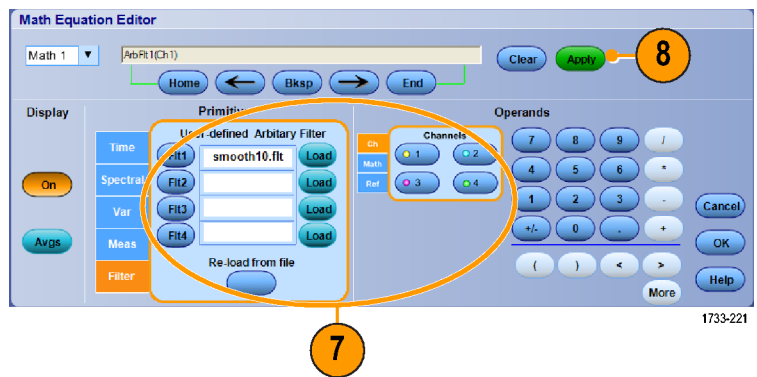 Math Equation Editor
Math 1 ▼ ArbFlt1(Ch1) Clear Apply 8
Home ← Bksp → End
Display Primitiv Operands
User-defined Arbitary Filter
Time Flt1 smooth10.flt Load
Spectral Flt2 Load
Var Flt3 Load
Meas Flt4 Load
Filter Re-load from file
On
Avgs
Ch Channels
Math 1 2
Ref 3 4
7 8 9 /
4 5 6 *
1 2 3 -
+/- 0 . +
( ) < >
More
Cancel
OK
Help
1733-221
7